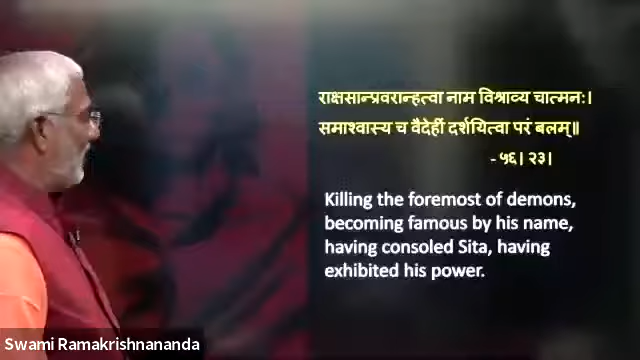 राक्षसान्प्रवरान्हत्वा नाम विश्राव्य चात्मनः।
समाश्वास्य च वैदेहीं दर्शयित्वा परं बलम्॥
- ५६। २३।
Killing the foremost of demons,
becoming famous by his name,
having consoled Sita, having
exhibited his power.
Swami Ramakrishnananda